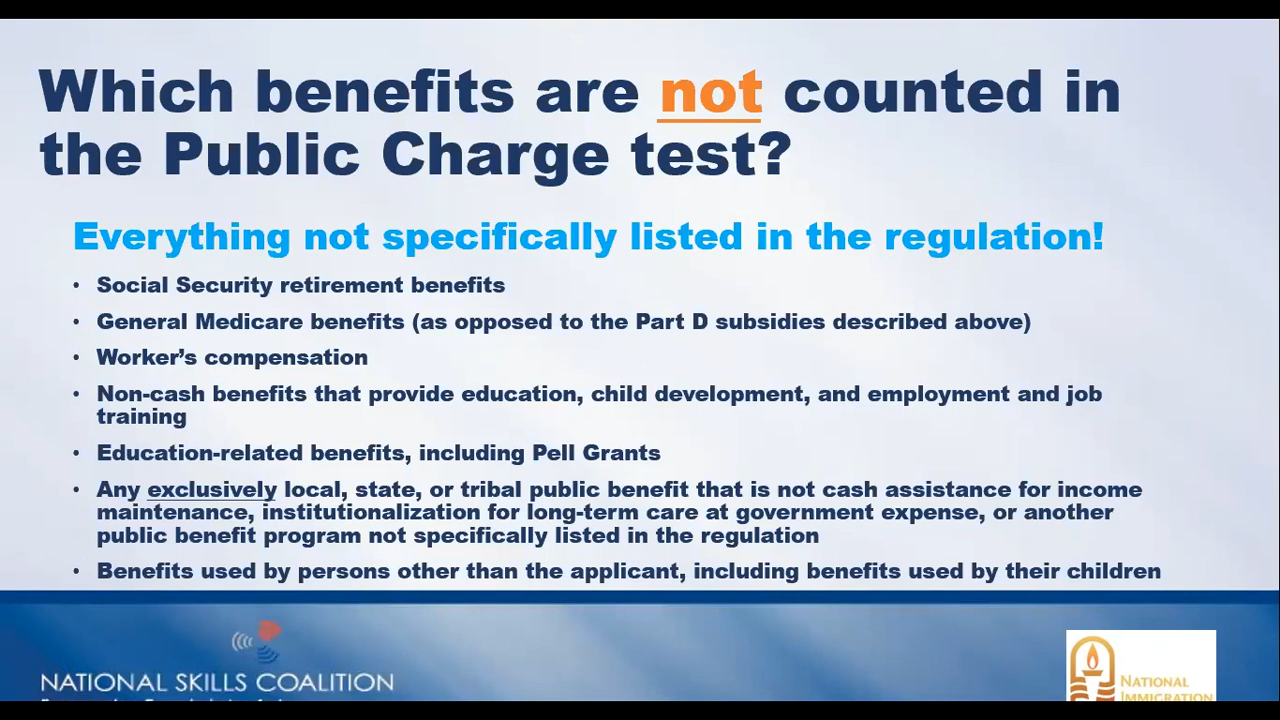 Which benefits are not counted in
the Public Charge test?
Everything not specifically listed in the regulation!
• Social Security retirement benefits
• General Medicare benefits (as opposed to the Part D subsidies described above)
• Worker’s compensation
• Non-cash benefits that provide education, child development, and employment and job
training
• Education-related benefits, including Pell Grants
• Any exclusively local, state, or tribal public benefit that is not cash assistance for income
maintenance, institutionalization for long-term care at government expense, or another
public benefit program not specifically listed in the regulation
• Benefits used by persons other than the applicant, including benefits used by their children
NATIONAL SKILLS COALITION
NATIONAL
IMMIGRATION